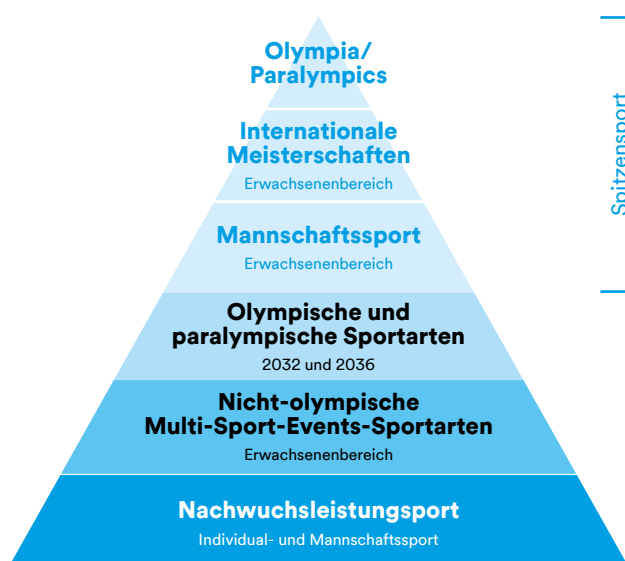 Olympia/
Paralympics
Internationale
Meisterschaften
Erwachsenenbereich
Mannschaftssport
Erwachsenenbereich
Olympische und
paralympische Sportarten
2032 und 2036
Nicht-olympische
Multi-Sport-Events-Sportarten
Erwachsenenbereich
Nachwuchsleistungsport
Individual- und Mannschaftssport
Spitzensport